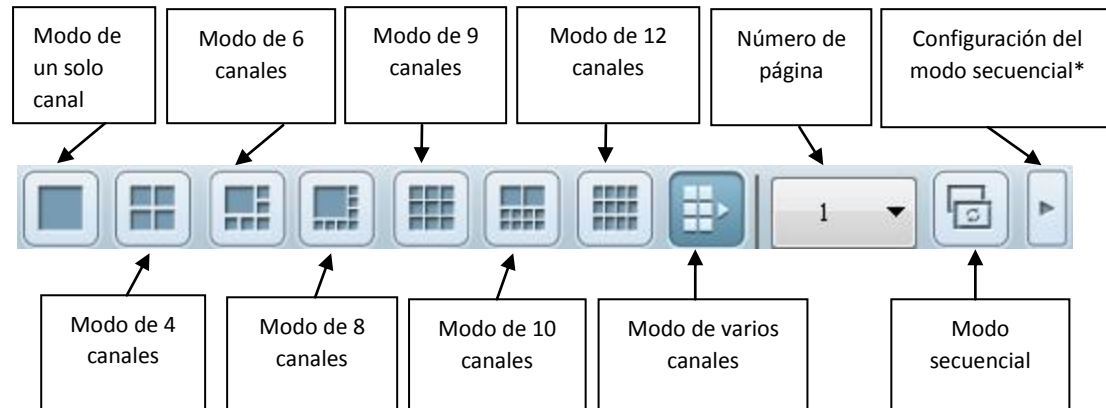 Modo de
un solo
canal
Modo de 6
canales
Modo de 9
canales
Modo de 12
canales
Número de
página
Configuración del
modo secuencial*
1
Modo de 4
canales
Modo de 8
canales
Modo de 10
canales
Modo de varios
canales
Modo
secuencial